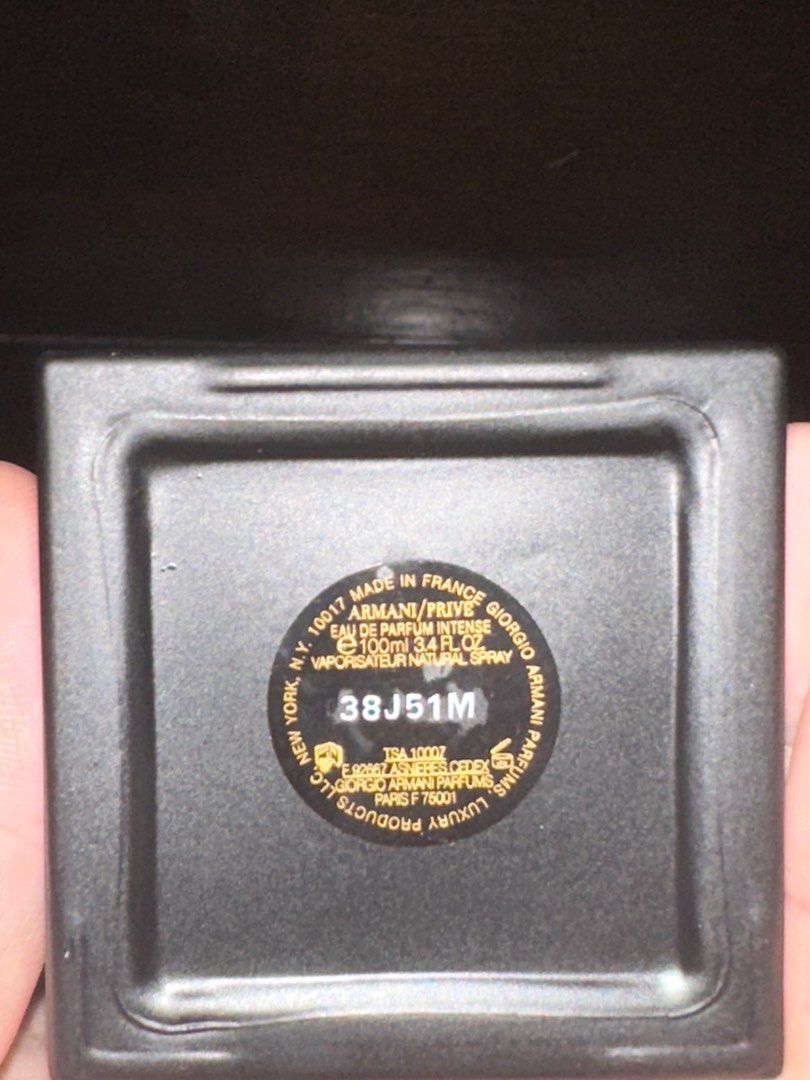 MADE IN FRANCE GIORGIO ARMANI PARFUMS, LUXURY PRODUCTS LLC, NEW YORK, N.Y. 10017
ARMANI/PRIVE
EAU DE PARFUM INTENSE
e 100ml 3.4 FL OZ
VAPORISATEUR NATURAL SPRAY
38J51M
TSA 10007
F 92667 ASNIERES CEDEX
GIORGIO ARMANI PARFUMS
PARIS F 75001